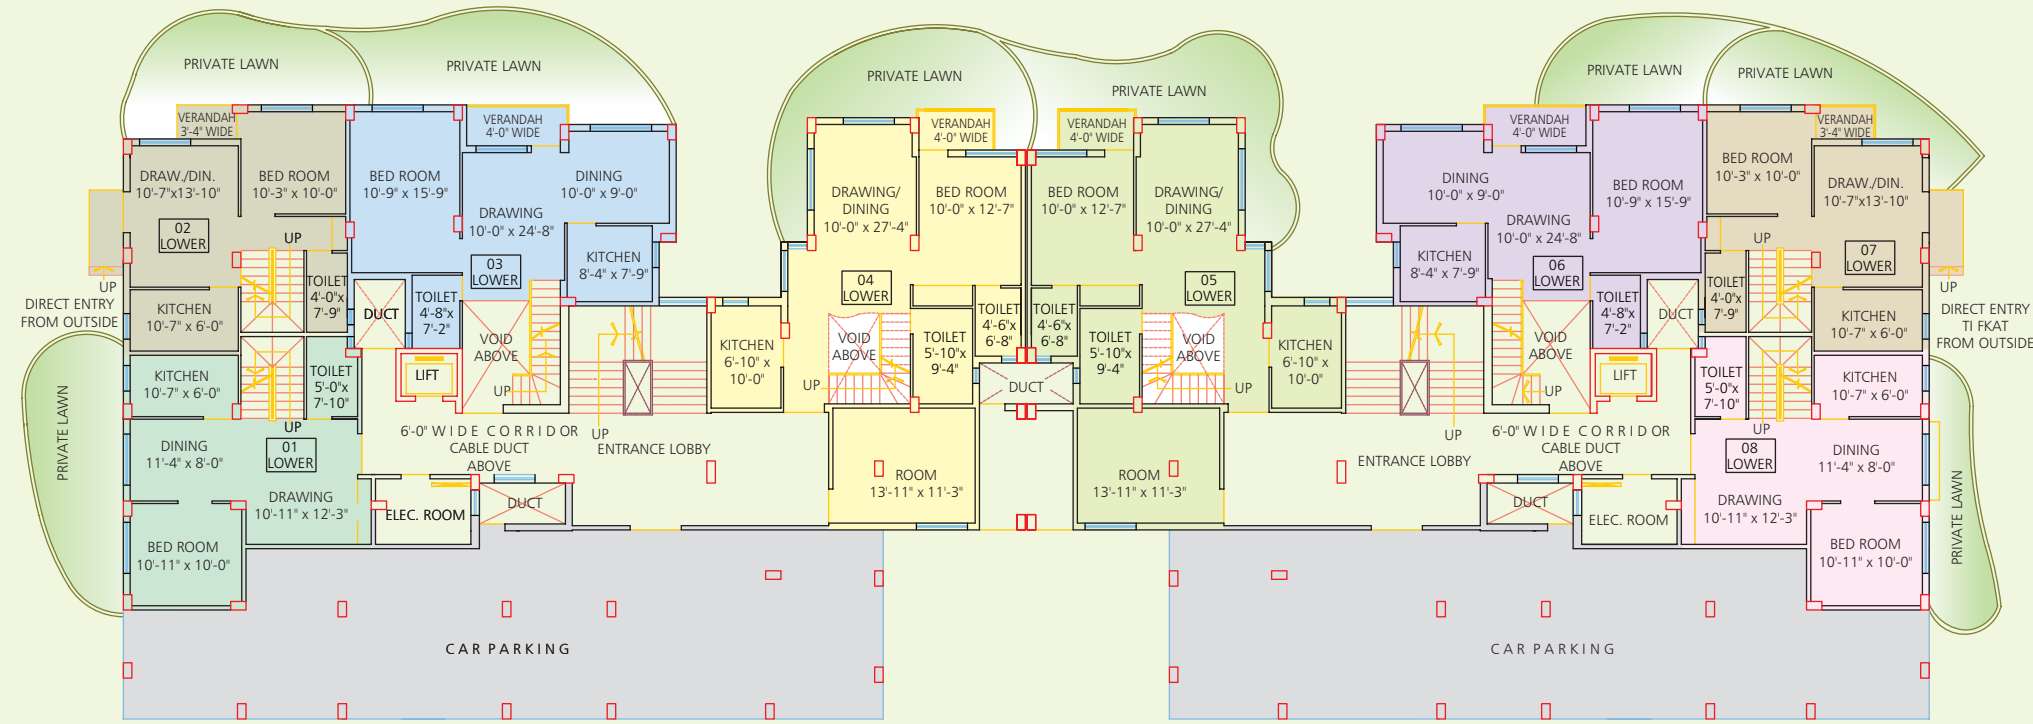 PRIVATE LAWN
PRIVATE LAWN
PRIVATE LAWN
PRIVATE LAWN
PRIVATE LAWN
PRIVATE LAWN
VERANDAH
3'-4" WIDE
DRAW./DIN.
10'-7"x13'-10"
BED ROOM
10'-3" x 10'-0"
02
LOWER
UP
TOILET
4'-0"x
7'-9"
KITCHEN
10'-7" x 6'-0"
UP
DIRECT ENTRY
FROM OUTSIDE
BED ROOM
10'-9" x 15'-9"
VERANDAH
4'-0" WIDE
DINING
10'-0" x 9'-0"
DRAWING
10'-0" x 24'-8"
KITCHEN
8'-4" x 7'-9"
03
LOWER
DUCT
TOILET
4'-8"x
7'-2"
VOID
ABOVE
UP
LIFT
KITCHEN
10'-7" x 6'-0"
TOILET
5'-0"x
7'-10"
UP
01
LOWER
DINING
11'-4" x 8'-0"
DRAWING
10'-11" x 12'-3"
BED ROOM
10'-11" x 10'-0"
PRIVATE LAWN
6'-0" WIDE CORRIDOR
CABLE DUCT
ABOVE
ELEC. ROOM
DUCT
UP
ENTRANCE LOBBY
VERANDAH
4'-0" WIDE
DRAWING/
DINING
10'-0" x 27'-4"
BED ROOM
10'-0" x 12'-7"
04
LOWER
KITCHEN
6'-10" x
10'-0"
VOID
ABOVE
UP
TOILET
4'-6"x
6'-8"
TOILET
5'-10"x
9'-4"
ROOM
13'-11" x 11'-3"
DUCT
VERANDAH
4'-0" WIDE
BED ROOM
10'-0" x 12'-7"
DRAWING/
DINING
10'-0" x 27'-4"
05
LOWER
TOILET
4'-6"x
6'-8"
TOILET
5'-10"x
9'-4"
VOID
ABOVE
UP
KITCHEN
6'-10" x
10'-0"
ROOM
13'-11" x 11'-3"
VERANDAH
4'-0" WIDE
DINING
10'-0" x 9'-0"
DRAWING
10'-0" x 24'-8"
BED ROOM
10'-9" x 15'-9"
KITCHEN
8'-4" x 7'-9"
06
LOWER
VOID
ABOVE
UP
TOILET
4'-8"x
7'-2"
DUCT
LIFT
UP
ENTRANCE LOBBY
6'-0" WIDE CORRIDOR
CABLE DUCT
ABOVE
DUCT
ELEC. ROOM
BED ROOM
10'-3" x 10'-0"
VERANDAH
3'-4" WIDE
DRAW./DIN.
10'-7"x13'-10"
UP
07
LOWER
TOILET
4'-0"x
7'-9"
KITCHEN
10'-7" x 6'-0"
UP
DIRECT ENTRY
TI FKAT
FROM OUTSIDE
TOILET
5'-0"x
7'-10"
KITCHEN
10'-7" x 6'-0"
UP
08
LOWER
DINING
11'-4" x 8'-0"
DRAWING
10'-11" x 12'-3"
BED ROOM
10'-11" x 10'-0"
PRIVATE LAWN
CAR PARKING
CAR PARKING